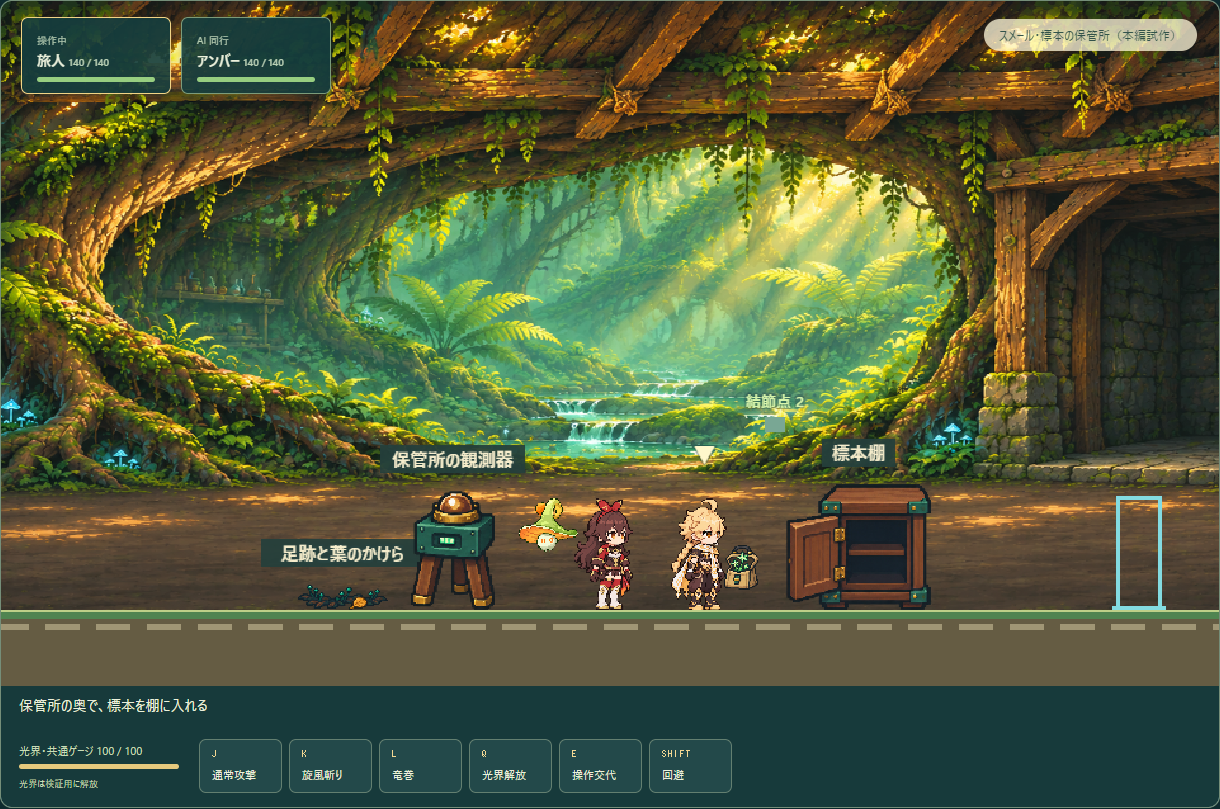 操作中
旅人 140 / 140
AI 同行
アンバー 140 / 140
スメール・標本の保管所（本編試作）
結節点 2
保管所の観測器
標本棚
足跡と葉のかけら
保管所の奥で、標本を棚に入れる
光界・共通ゲージ 100 / 100
光界は検証用に解放
J
通常攻撃
K
旋風斬り
L
竜巻
Q
光界解放
E
操作交代
SHIFT
回避